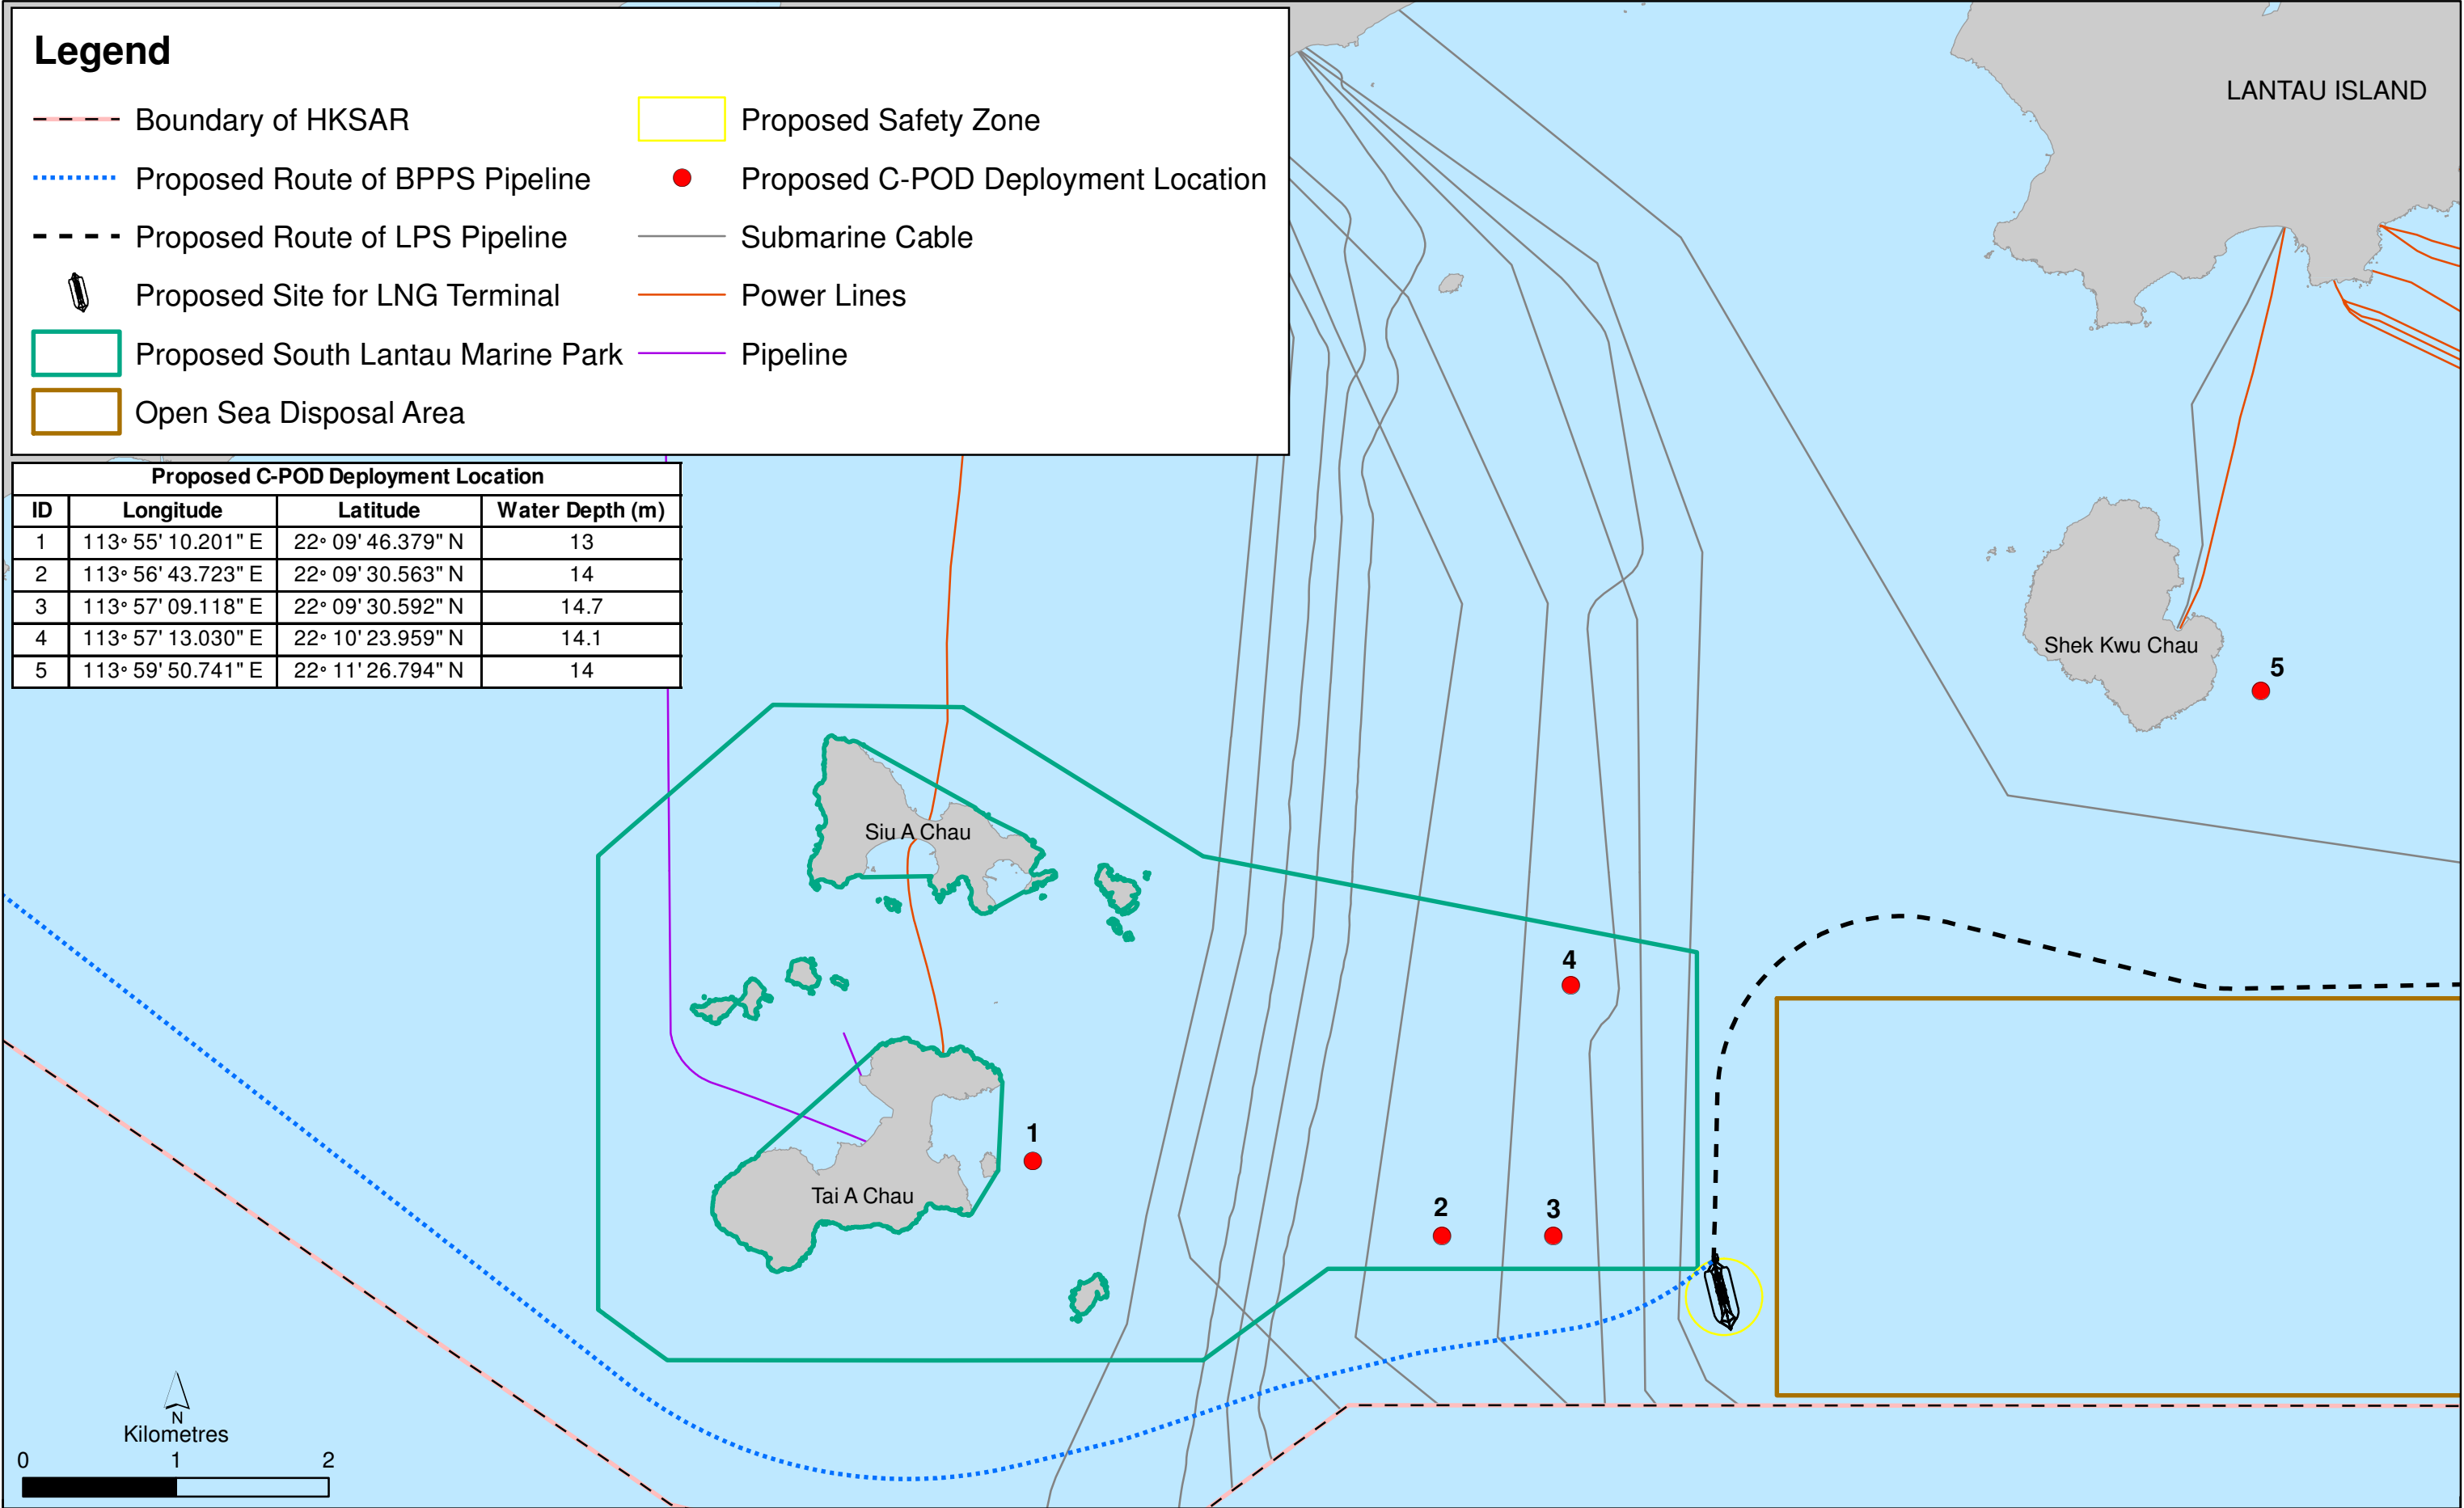 Legend
Boundary of HKSAR
Proposed Route of BPPS Pipeline
Proposed Route of LPS Pipeline
Proposed Site for LNG Terminal
Proposed South Lantau Marine Park
Open Sea Disposal Area
Proposed Safety Zone
Proposed C-POD Deployment Location
Submarine Cable
Power Lines
Pipeline
LANTAU ISLAND
Proposed C-POD Deployment Location
ID Longitude Latitude Water Depth (m)
1 113° 55' 10.201" E 22° 09' 46.379" N 13
2 113° 56' 43.723" E 22° 09' 30.563" N 14
3 113° 57' 09.118" E 22° 09' 30.592" N 14.7
4 113° 57' 13.030" E 22° 10' 23.959" N 14.1
5 113° 59' 50.741" E 22° 11' 26.794" N 14
Shek Kwu Chau
5
Siu A Chau
4
1
Tai A Chau
2
3
N
Kilometres
0 1 2